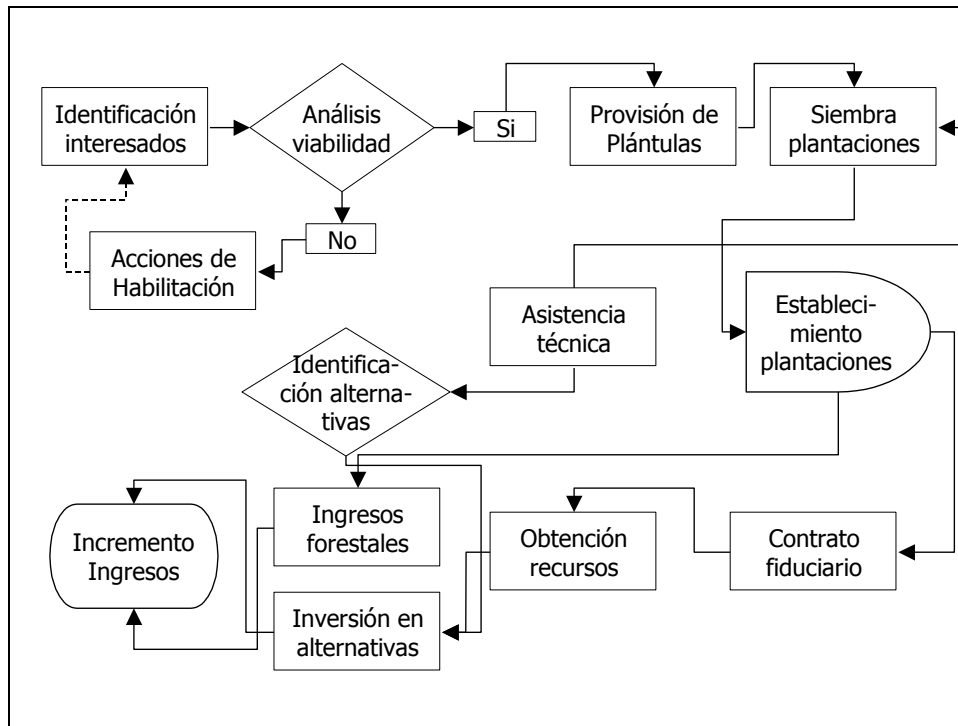 Identificación
interesados
Análisis
viabilidad
Si
Provisión de
Plántulas
Siembra
plantaciones
No
Acciones de
Habilitación
Asistencia
técnica
Estableci-
miento
plantaciones
Identifica-
ción alterna-
tivas
Incremento
Ingresos
Ingresos
forestales
Obtención
recursos
Contrato
fiduciario
Inversión en
alternativas